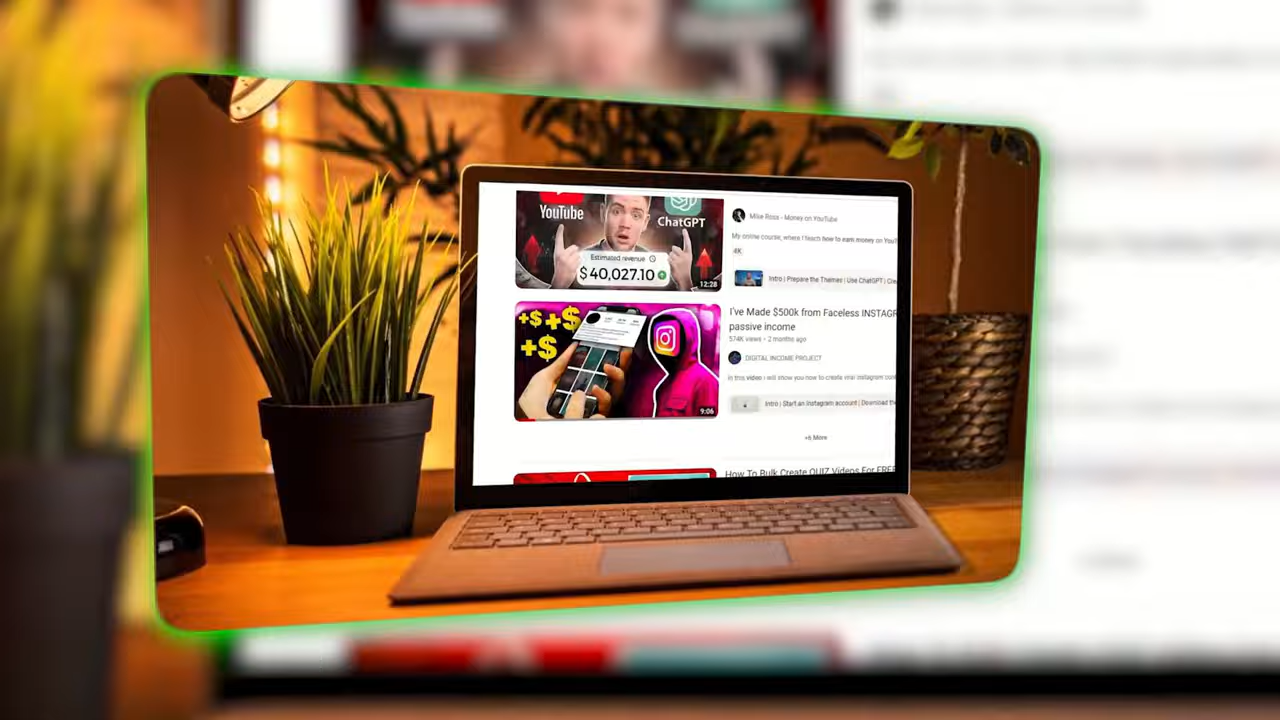 YouTube
ChatGPT
Estimated revenue
$ 40,027.10
12:28
Mike Ross - Money on YouTube
My online course, where I teach how to earn money on YouT
4K
Intro | Prepare the Themes | Use ChatGPT | Cre
+$ +$
+$
9:06
I've Made $500k from Faceless INSTAGR
passive income
574K views • 2 months ago
DIGITAL INCOME PROJECT
In this video i will show you how to create viral instagram con
Intro | Start an Instagram account | Download the
+6 More
How To Bulk Create QUIZ Videos For FREE